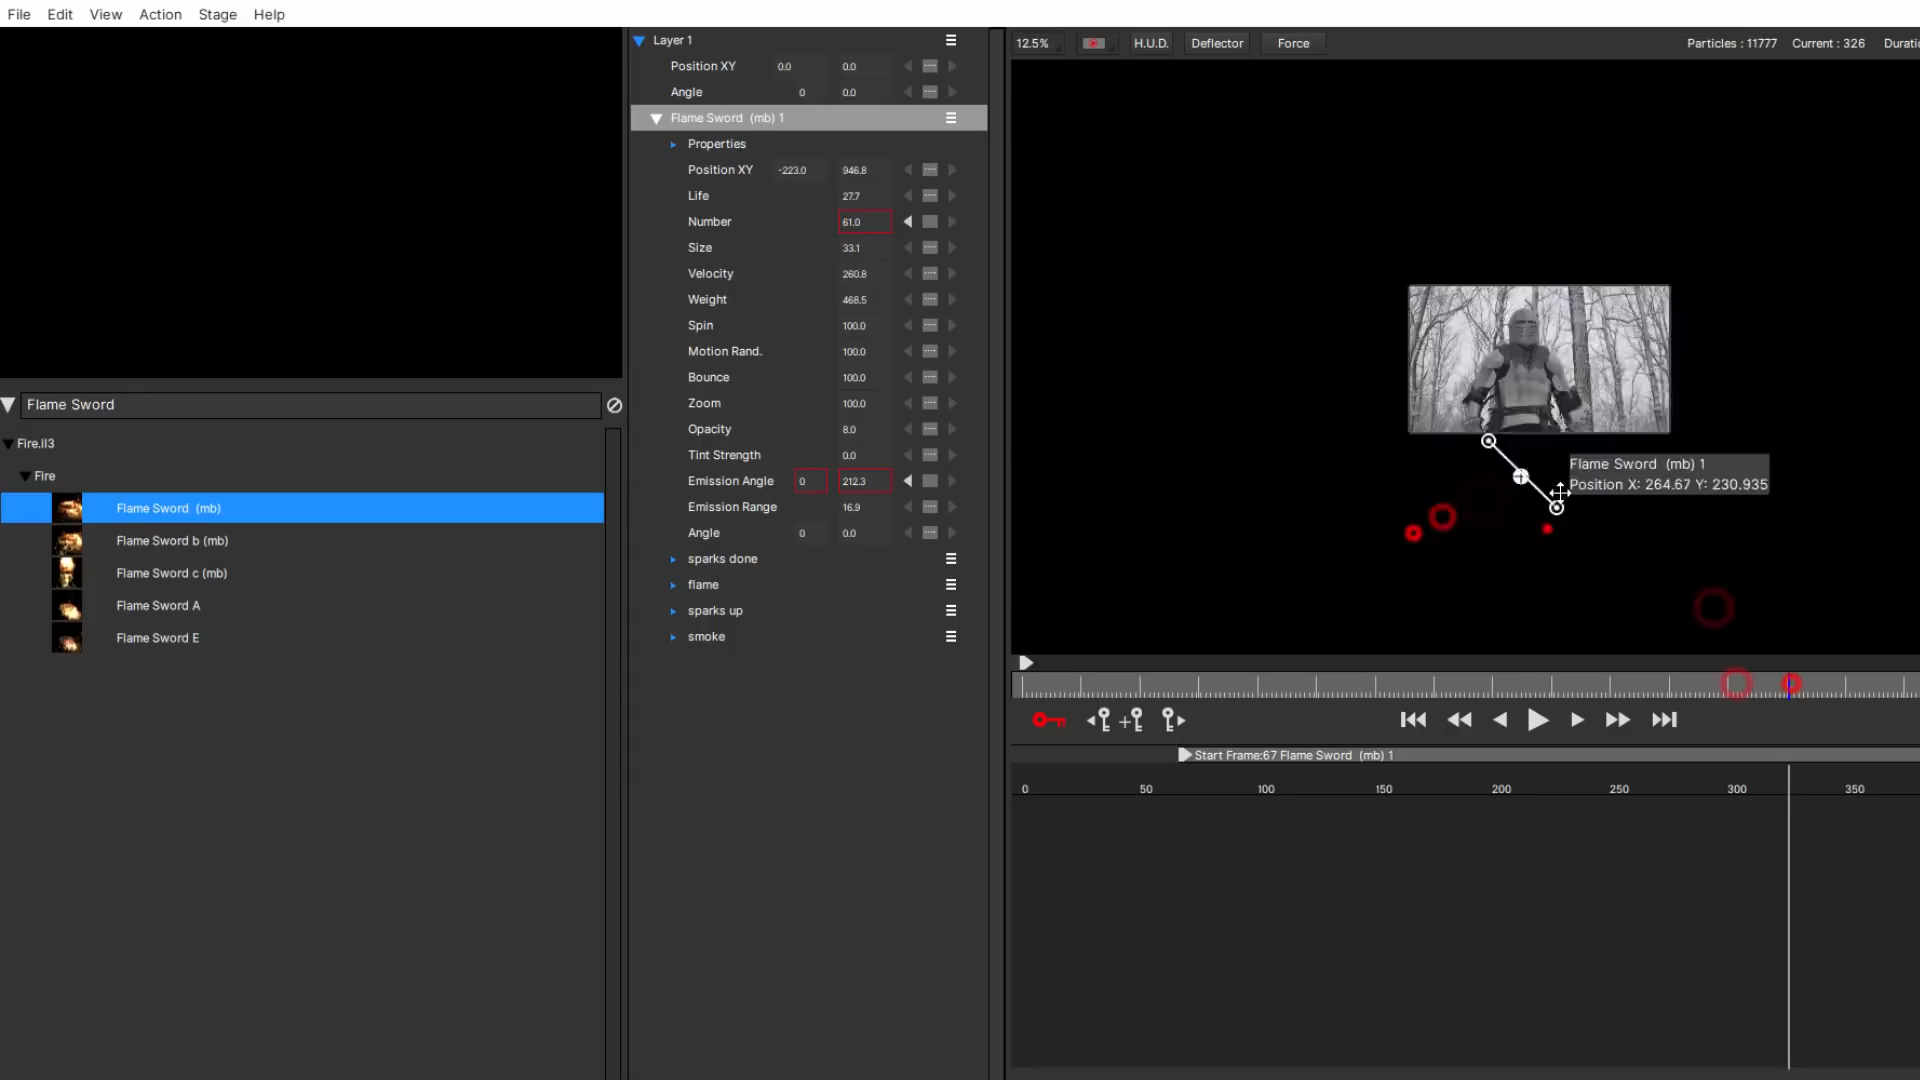 File Edit View Action Stage Help
Layer 1
Position XY 0.0 0.0
Angle 0 0.0
Flame Sword (mb) 1
Properties
Position XY -223.0 946.8
Life 27.7
Number 61.0
Size 33.1
Velocity 260.8
Weight 468.5
Spin 100.0
Motion Rand. 100.0
Bounce 100.0
Zoom 100.0
Opacity 8.0
Tint Strength 0.0
Emission Angle 0 212.3
Emission Range 16.9
Angle 0 0.0
sparks done
flame
sparks up
smoke
Flame Sword
Fire.il3
Fire
Flame Sword (mb)
Flame Sword b (mb)
Flame Sword c (mb)
Flame Sword A
Flame Sword E
12.5% H.U.D. Deflector Force Particles : 11777 Current : 326 Duratio
Flame Sword (mb) 1
Position X: 264.67 Y: 230.935
Start Frame:67 Flame Sword (mb) 1
0 50 100 150 200 250 300 350